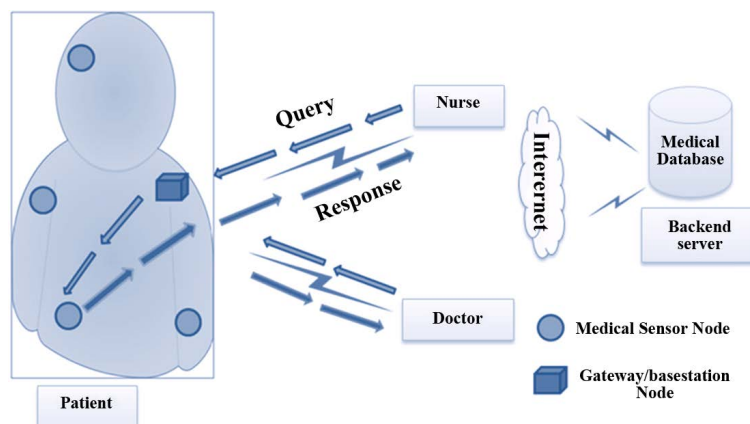 Query
Nurse
Response
Interernet
Medical
Database
Backend
server
Doctor
Medical Sensor Node
Gateway/basestation
Node
Patient